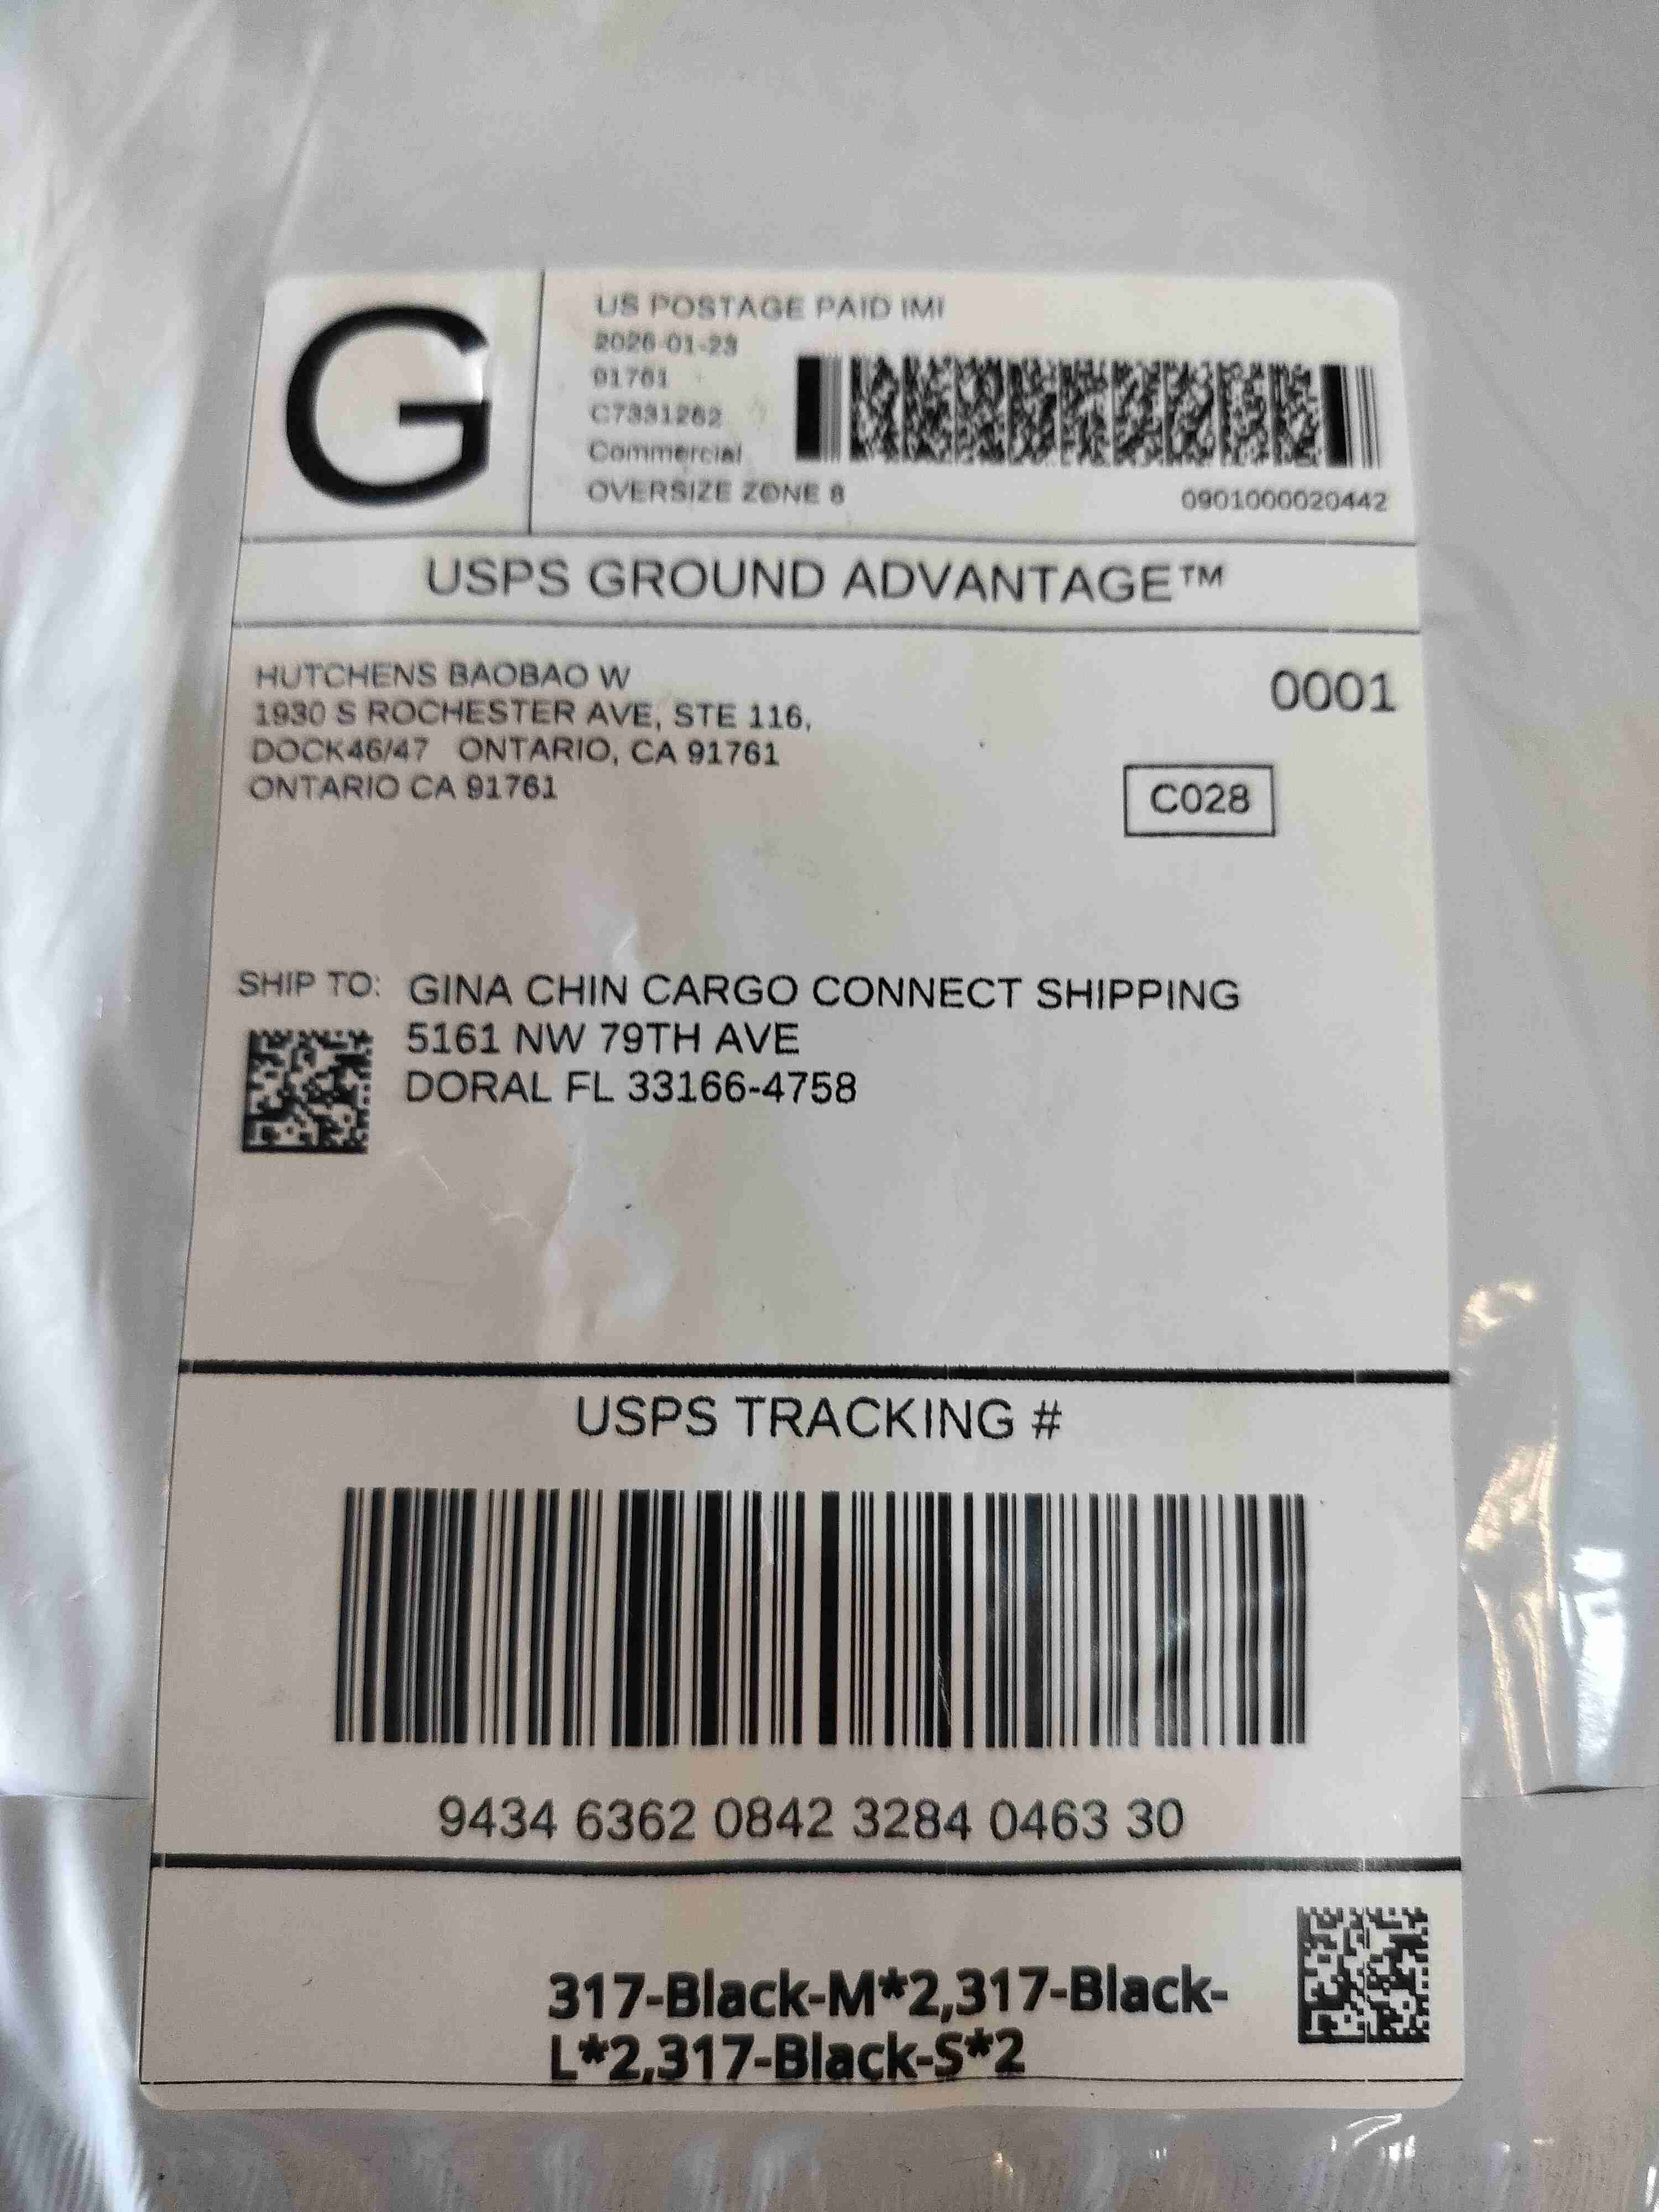 G
US POSTAGE PAID IMI
2026-01-23
91761
C7331262
Commercial
OVERSIZE ZONE 8
0901000020442
USPS GROUND ADVANTAGE™
HUTCHENS BAOBAO W
1930 S ROCHESTER AVE, STE 116,
DOCK46/47 ONTARIO, CA 91761
ONTARIO CA 91761
0001
C028
SHIP TO: GINA CHIN CARGO CONNECT SHIPPING
5161 NW 79TH AVE
DORAL FL 33166-4758
USPS TRACKING #
9434 6362 0842 3284 0463 30
317-Black-M*2,317-Black-
L*2,317-Black-S*2